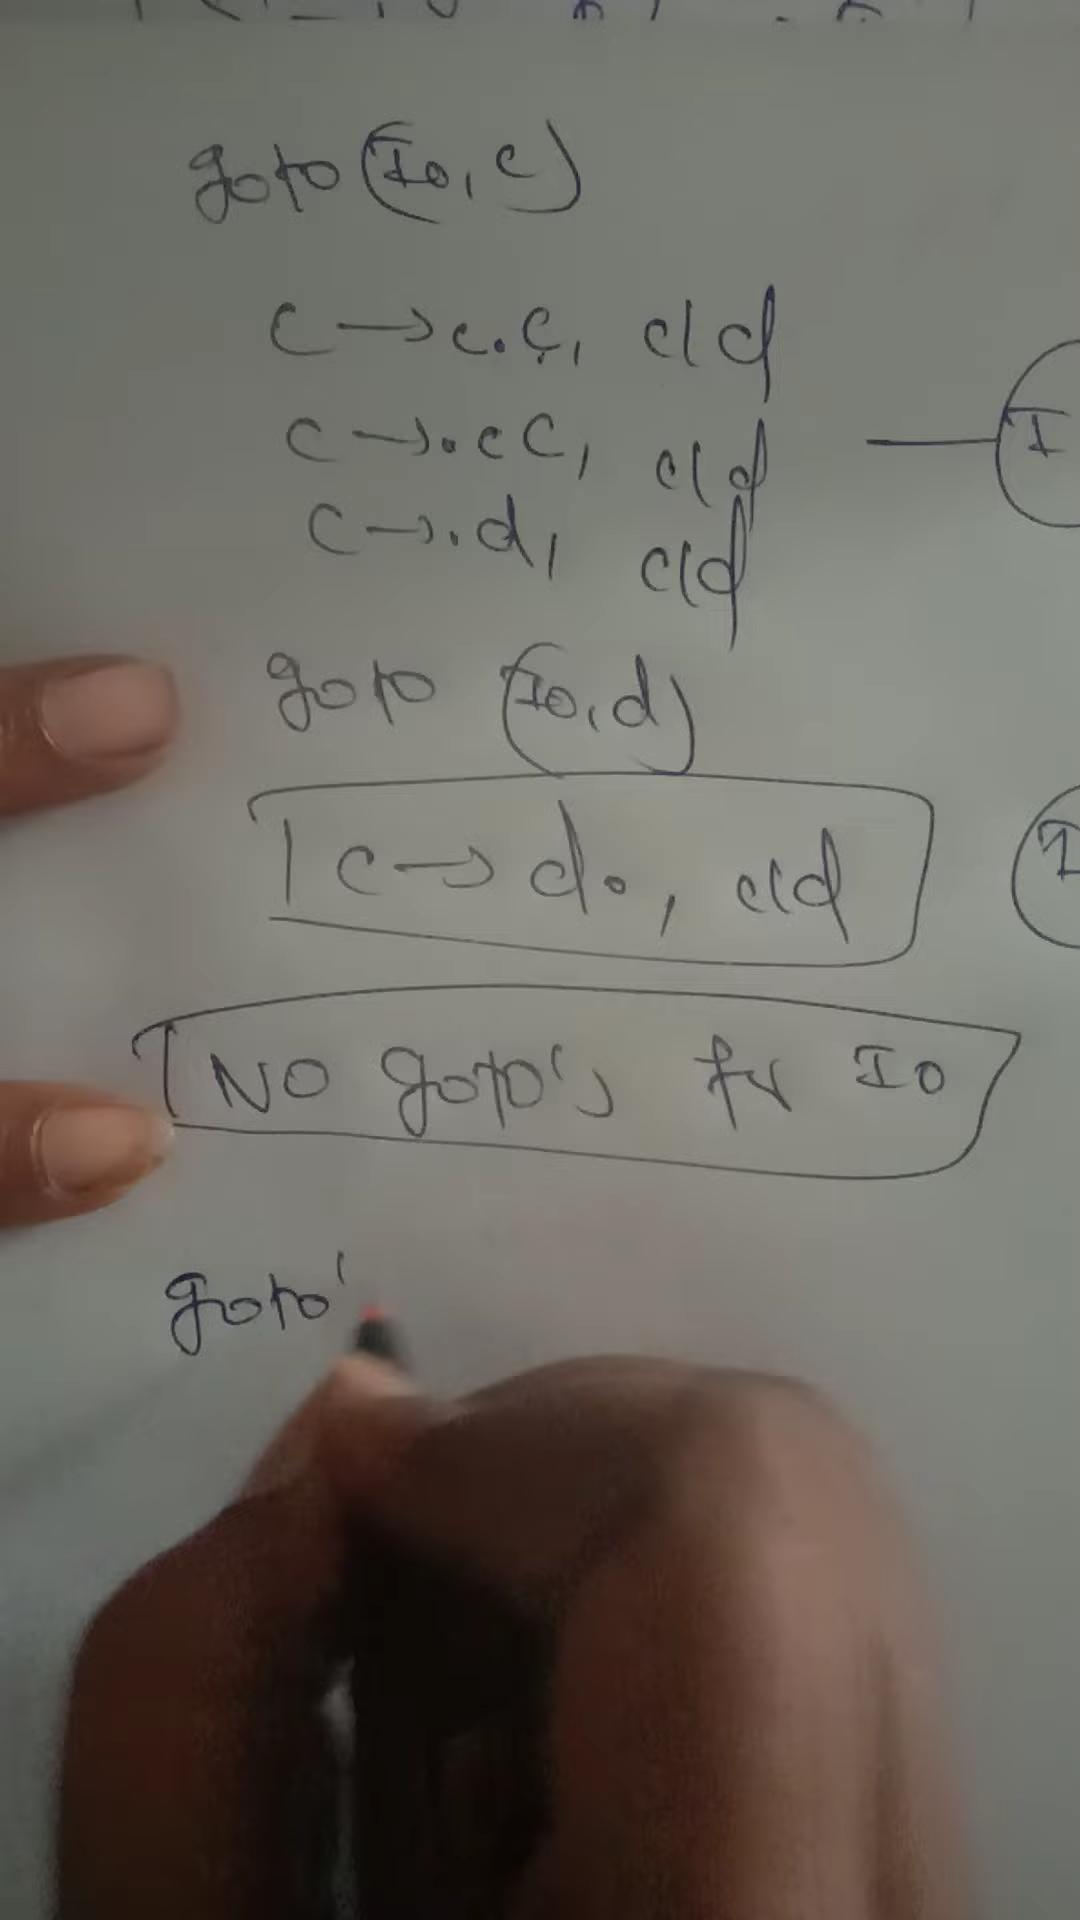 goto (I0, c)
C → c.C, c|d
C → .cC, c|d
I
C → .d, c|d
goto (I0, d)
C → d., c|d
I
NO goto's for I0
goto'